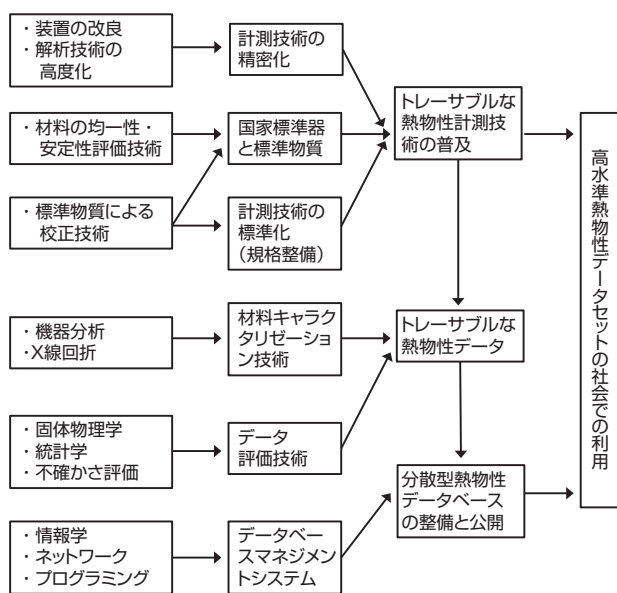 ・装置の改良
・解析技術の
高度化
計測技術の
精密化
・材料の均一性・
安定性評価技術
国家標準器
と標準物質
トレーサブルな
熱物性計測技
術の普及
・標準物質による
校正技術
計測技術の
標準化
（規格整備）
・機器分析
・X線回折
材料キャラク
タリゼーショ
ン技術
トレーサブルな
熱物性データ
・固体物理学
・統計学
・不確かさ評価
データ
評価技術
分散型熱物性
データベース
の整備と公開
・情報学
・ネットワーク
・プログラミング
データベー
スマネジメン
トシステム
高水準熱物性データセットの社会での利用